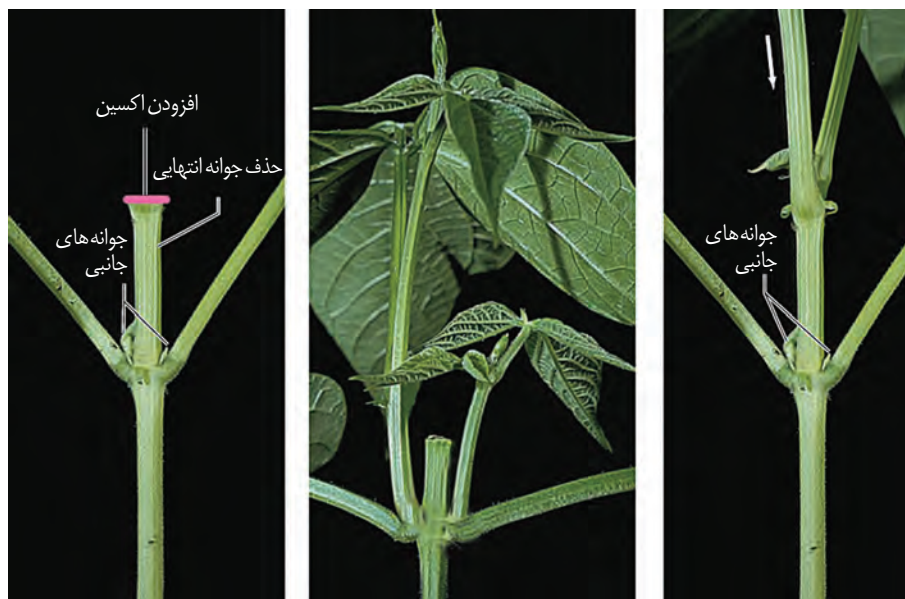 افزودن اکسین
حذف جوانه انتهایی
جوانه‌های
جانبی
جوانه‌های
جانبی